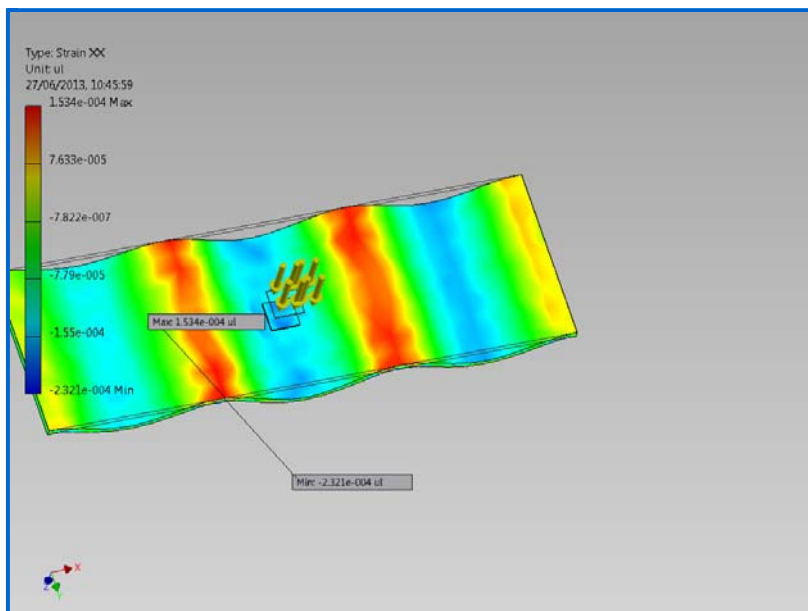 Type: Strain XX
Unit: ul
27/06/2013, 10:45:59
1.534e-004 Max
7.633e-005
-7.822e-007
-7.79e-005
-1.55e-004
-2.321e-004 Min
Max: 1.534e-004 ul
Min: -2.321e-004 ul
X
Z
Y